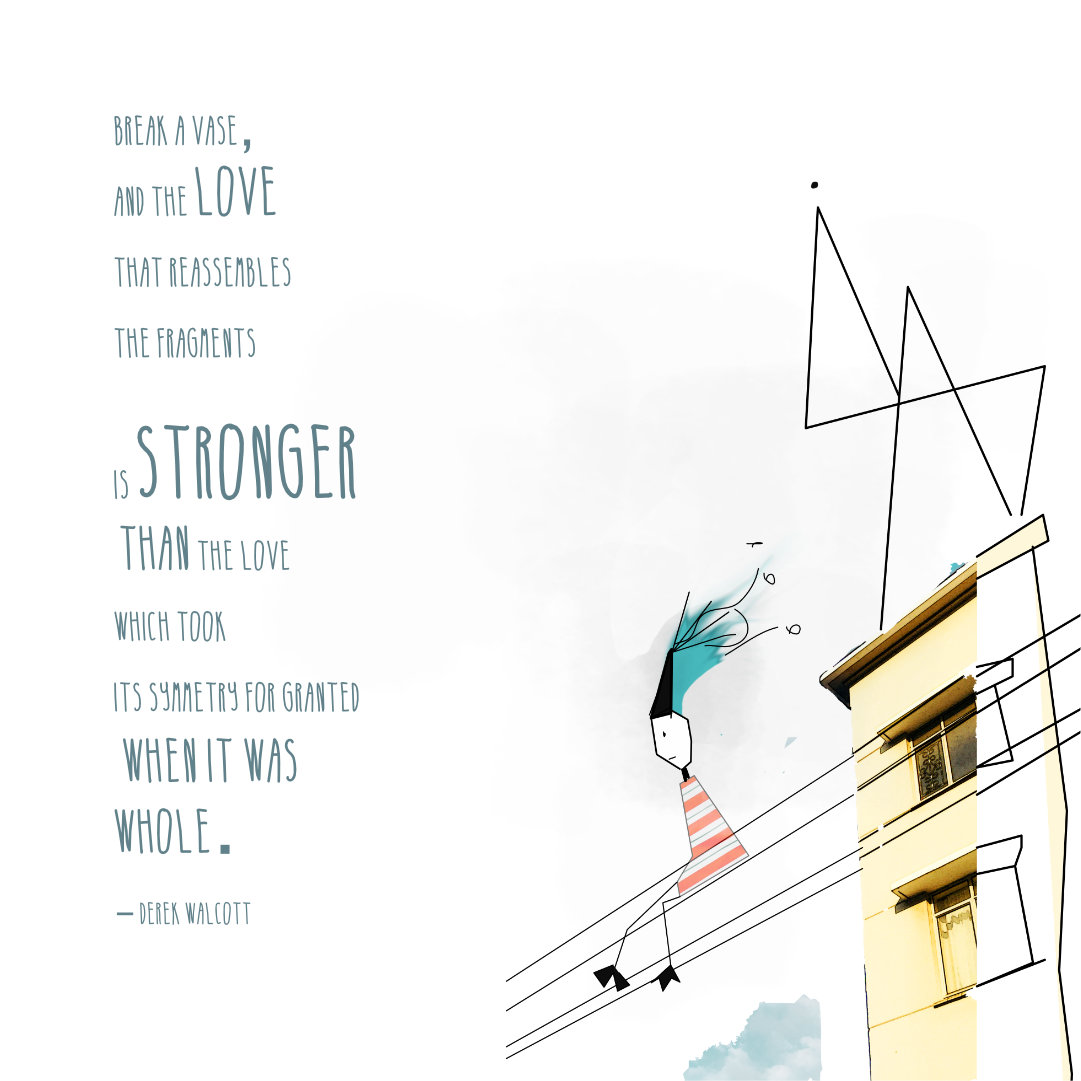 BREAK A VASE,
AND THE LOVE
THAT REASSEMBLES
THE FRAGMENTS
IS STRONGER
THAN THE LOVE
WHICH TOOK
ITS SYMMETRY FOR GRANTED
WHEN IT WAS
WHOLE.
– DEREK WALCOTT